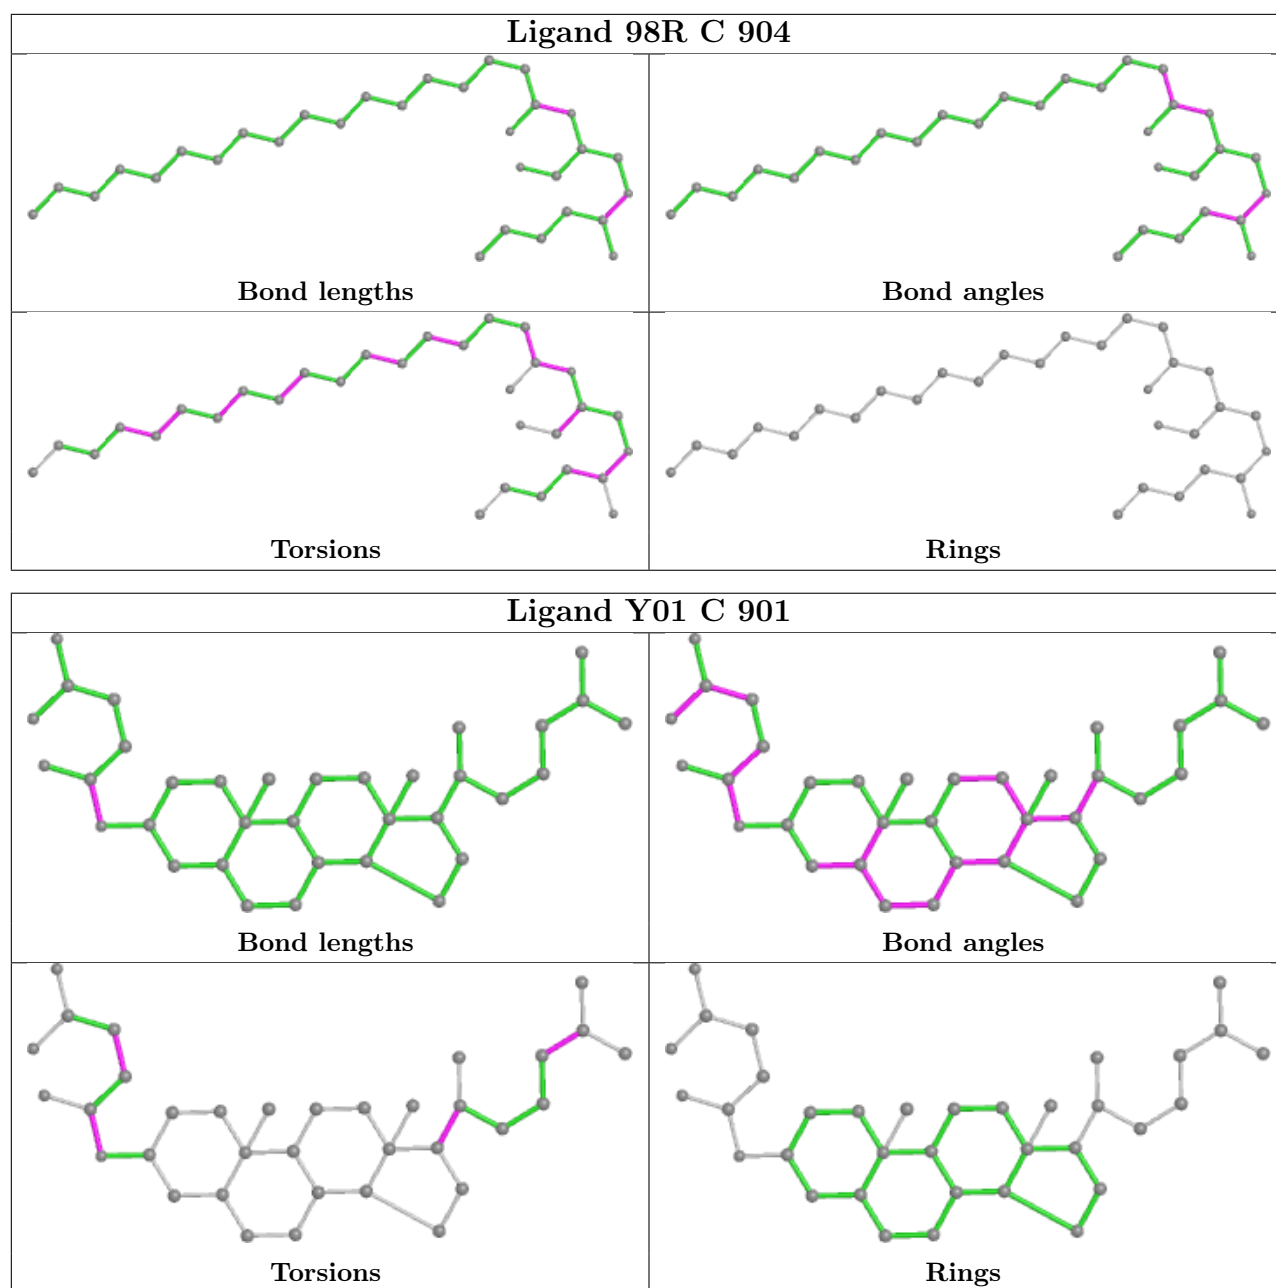 Ligand 98R C 904
Bond lengths
Bond angles
Torsions
Rings
Ligand Y01 C 901
Bond lengths
Bond angles
Torsions
Rings